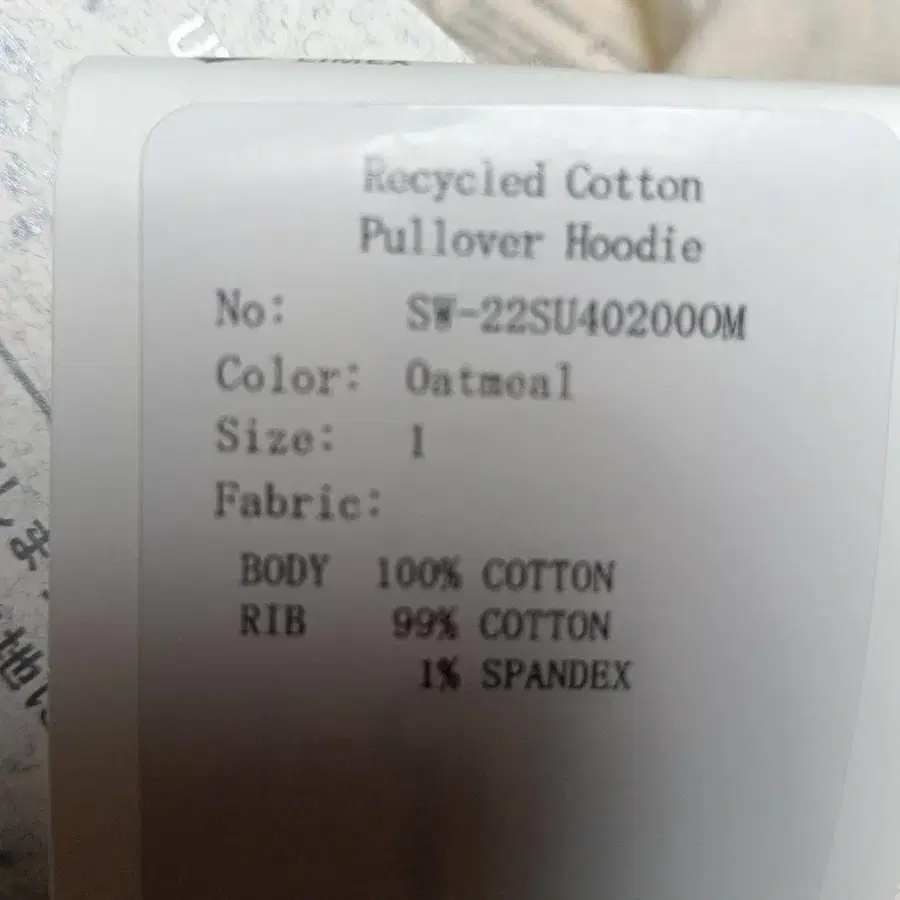 Recycled Cotton
Pullover Hoodie
No: SW-22SU40200OM
Color: Oatmeal
Size: 1
Fabric:
BODY 100% COTTON
RIB 99% COTTON
1% SPANDEX